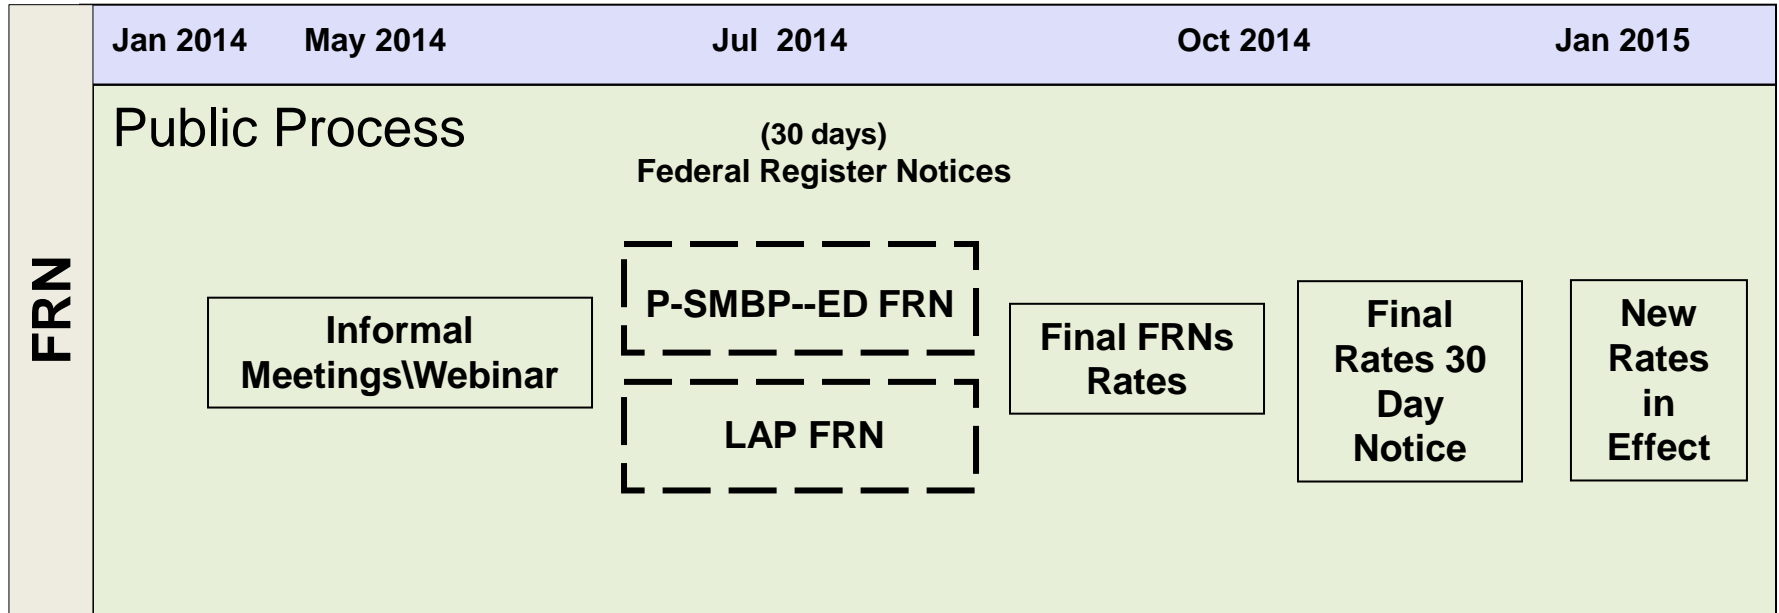 Jan 2014 May 2014 Jul 2014 Oct 2014 Jan 2015
FRN
Public Process
(30 days)
Federal Register Notices
Informal
Meetings\Webinar
P-SMBP--ED FRN
LAP FRN
Final FRNs
Rates
Final
Rates 30
Day
Notice
New
Rates
in
Effect